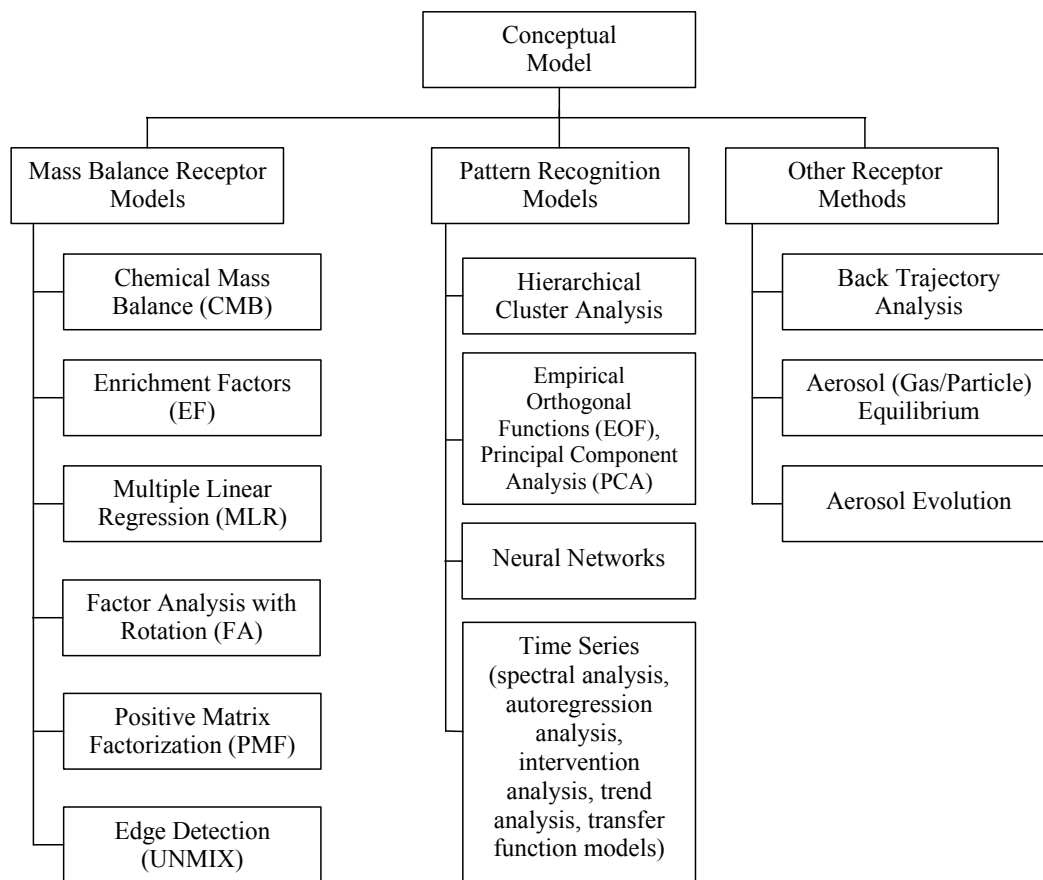 Conceptual
Model
Mass Balance Receptor
Models
Pattern Recognition
Models
Other Receptor
Methods
Chemical Mass
Balance (CMB)
Enrichment Factors
(EF)
Multiple Linear
Regression (MLR)
Factor Analysis with
Rotation (FA)
Positive Matrix
Factorization (PMF)
Edge Detection
(UNMIX)
Hierarchical
Cluster Analysis
Empirical
Orthogonal
Functions (EOF),
Principal Component
Analysis (PCA)
Neural Networks
Time Series
(spectral analysis,
autoregression
analysis,
intervention
analysis, trend
analysis, transfer
function models)
Back Trajectory
Analysis
Aerosol (Gas/Particle)
Equilibrium
Aerosol Evolution